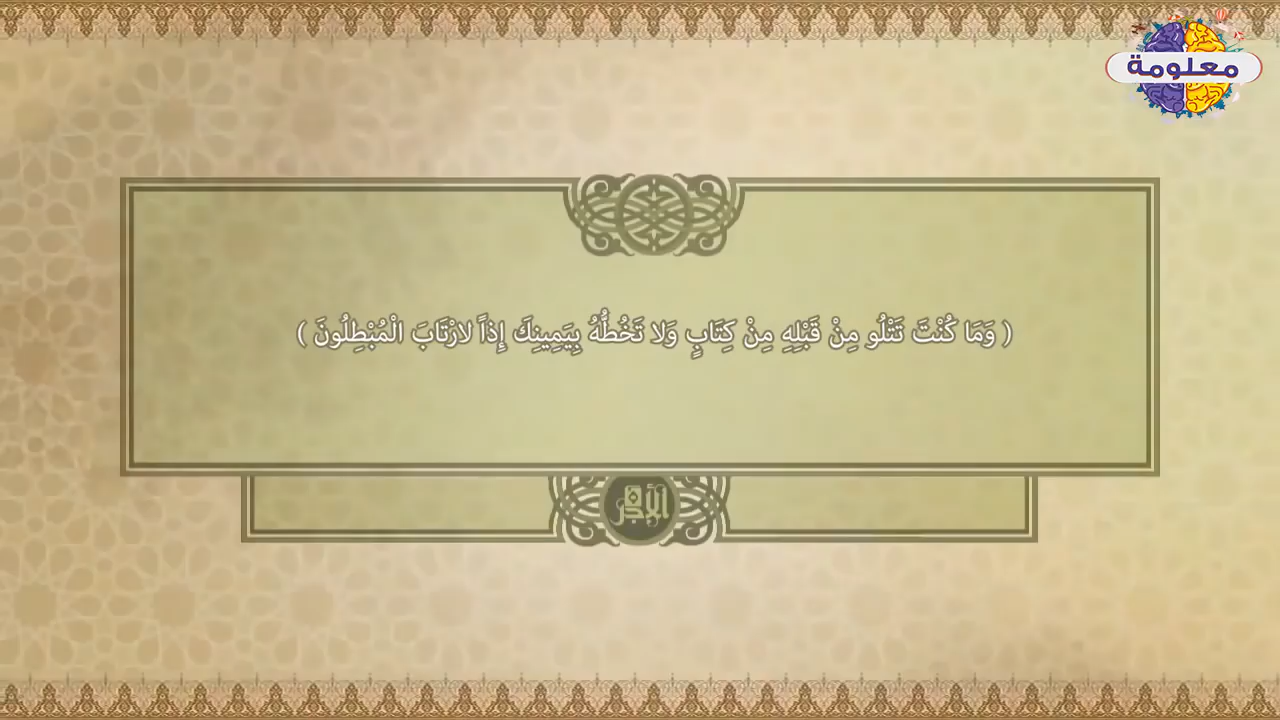 معلومة
( وَمَا كُنْتَ تَتْلُو مِنْ قَبْلِهِ مِنْ كِتَابٍ وَلا تَخُطُّهُ بِيَمِينِكَ إِذاً لارْتَابَ الْمُبْطِلُونَ )